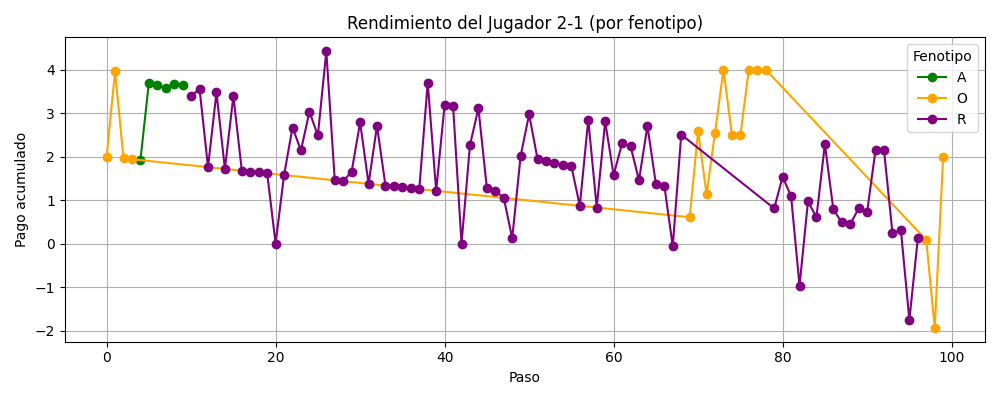 Rendimiento del Jugador 2-1 (por fenotipo)
Pago acumulado
4
3
2
1
0
−1
−2
Fenotipo
A
O
R
0 20 40 60 80 100
Paso